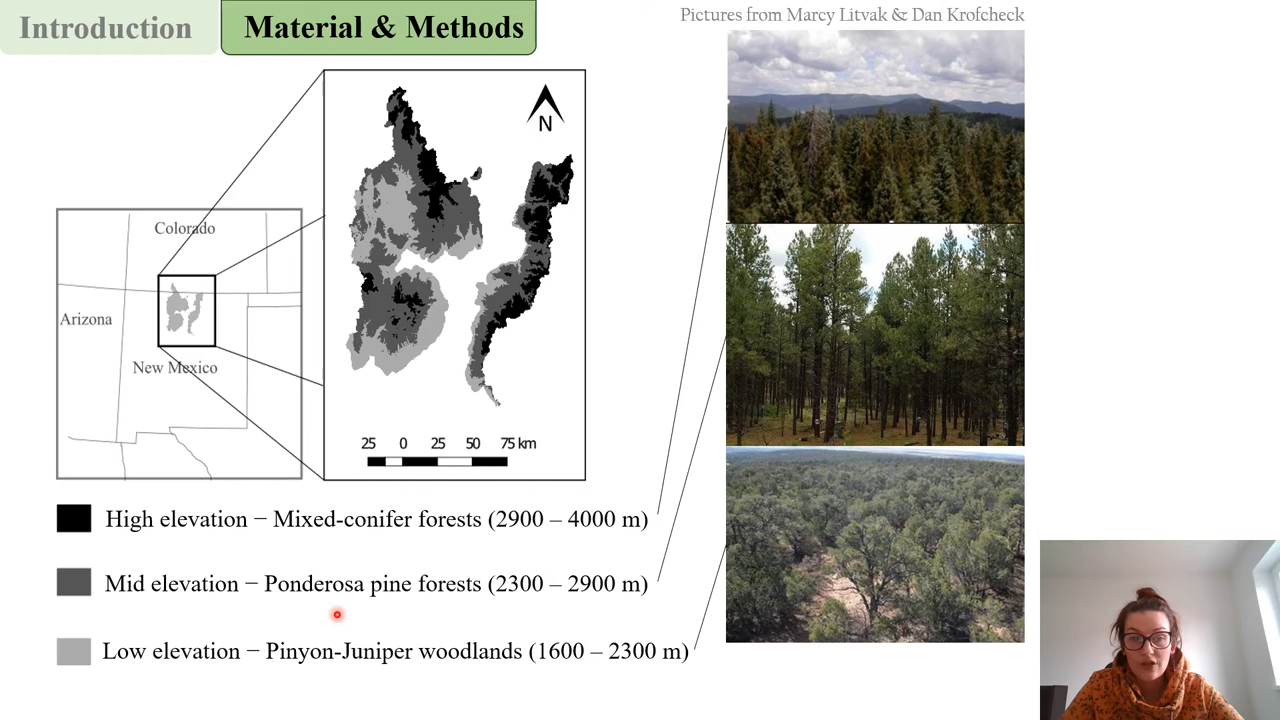 Introduction
Material & Methods
Pictures from Marcy Litvak & Dan Krofcheck
N
Colorado
Arizona
New Mexico
25 0 25 50 75 km
High elevation − Mixed-conifer forests (2900 – 4000 m)
Mid elevation − Ponderosa pine forests (2300 – 2900 m)
Low elevation − Pinyon-Juniper woodlands (1600 – 2300 m)